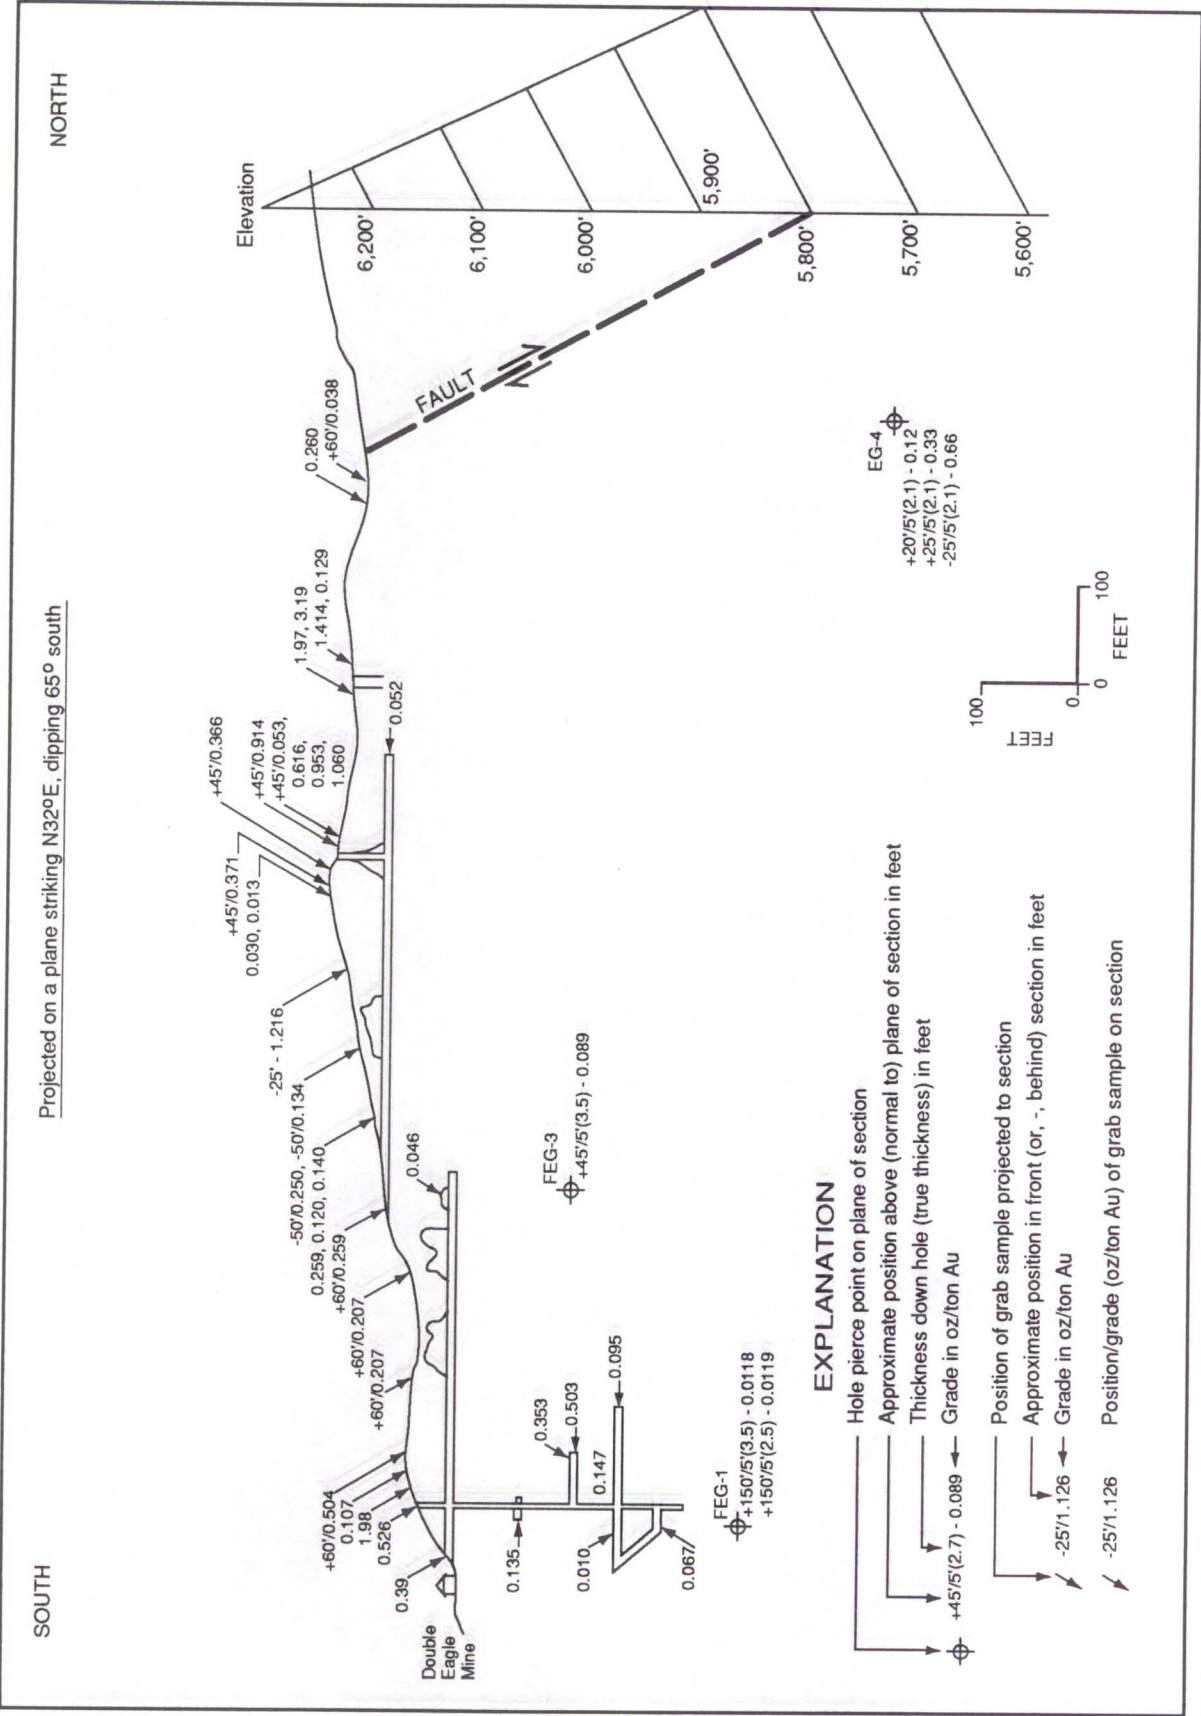 Projected on a plane striking N32ºE, dipping 65º south
SOUTH
NORTH
Elevation
6,200'
6,100'
6,000'
5,900'
5,800'
5,700'
5,600'
FAULT
0.260
+60'/0.038
1.97, 3.19
1.414, 0.129
+45'/0.366
+45'/0.914
+45'/0.053,
0.616,
0.953,
1.060
0.052
+45'/0.371
0.030, 0.013
-25' - 1.216
-50'/0.250, -50'/0.134
0.259, 0.120, 0.140
+60'/0.259
+60'/0.207
+60'/0.207
0.046
+60'/0.504
0.107
1.98
0.526
0.39
Double
Eagle
Mine
0.135
0.353
0.503
0.147
0.095
0.010
0.067
FEG-1
+150'/5'(3.5) - 0.0118
+150'/5'(2.5) - 0.0119
FEG-3
+45'/5'(3.5) - 0.089
EG-4
+20'/5'(2.1) - 0.12
+25'/5'(2.1) - 0.33
-25'/5'(2.1) - 0.66
100
0
FEET
0
100
FEET
EXPLANATION
Hole pierce point on plane of section
Approximate position above (normal to) plane of section in feet
Thickness down hole (true thickness) in feet
+45'/5'(2.7) - 0.089
Grade in oz/ton Au
Position of grab sample projected to section
Approximate position in front (or, -, behind) section in feet
-25'/1.126
Grade in oz/ton Au
-25'/1.126
Position/grade (oz/ton Au) of grab sample on section